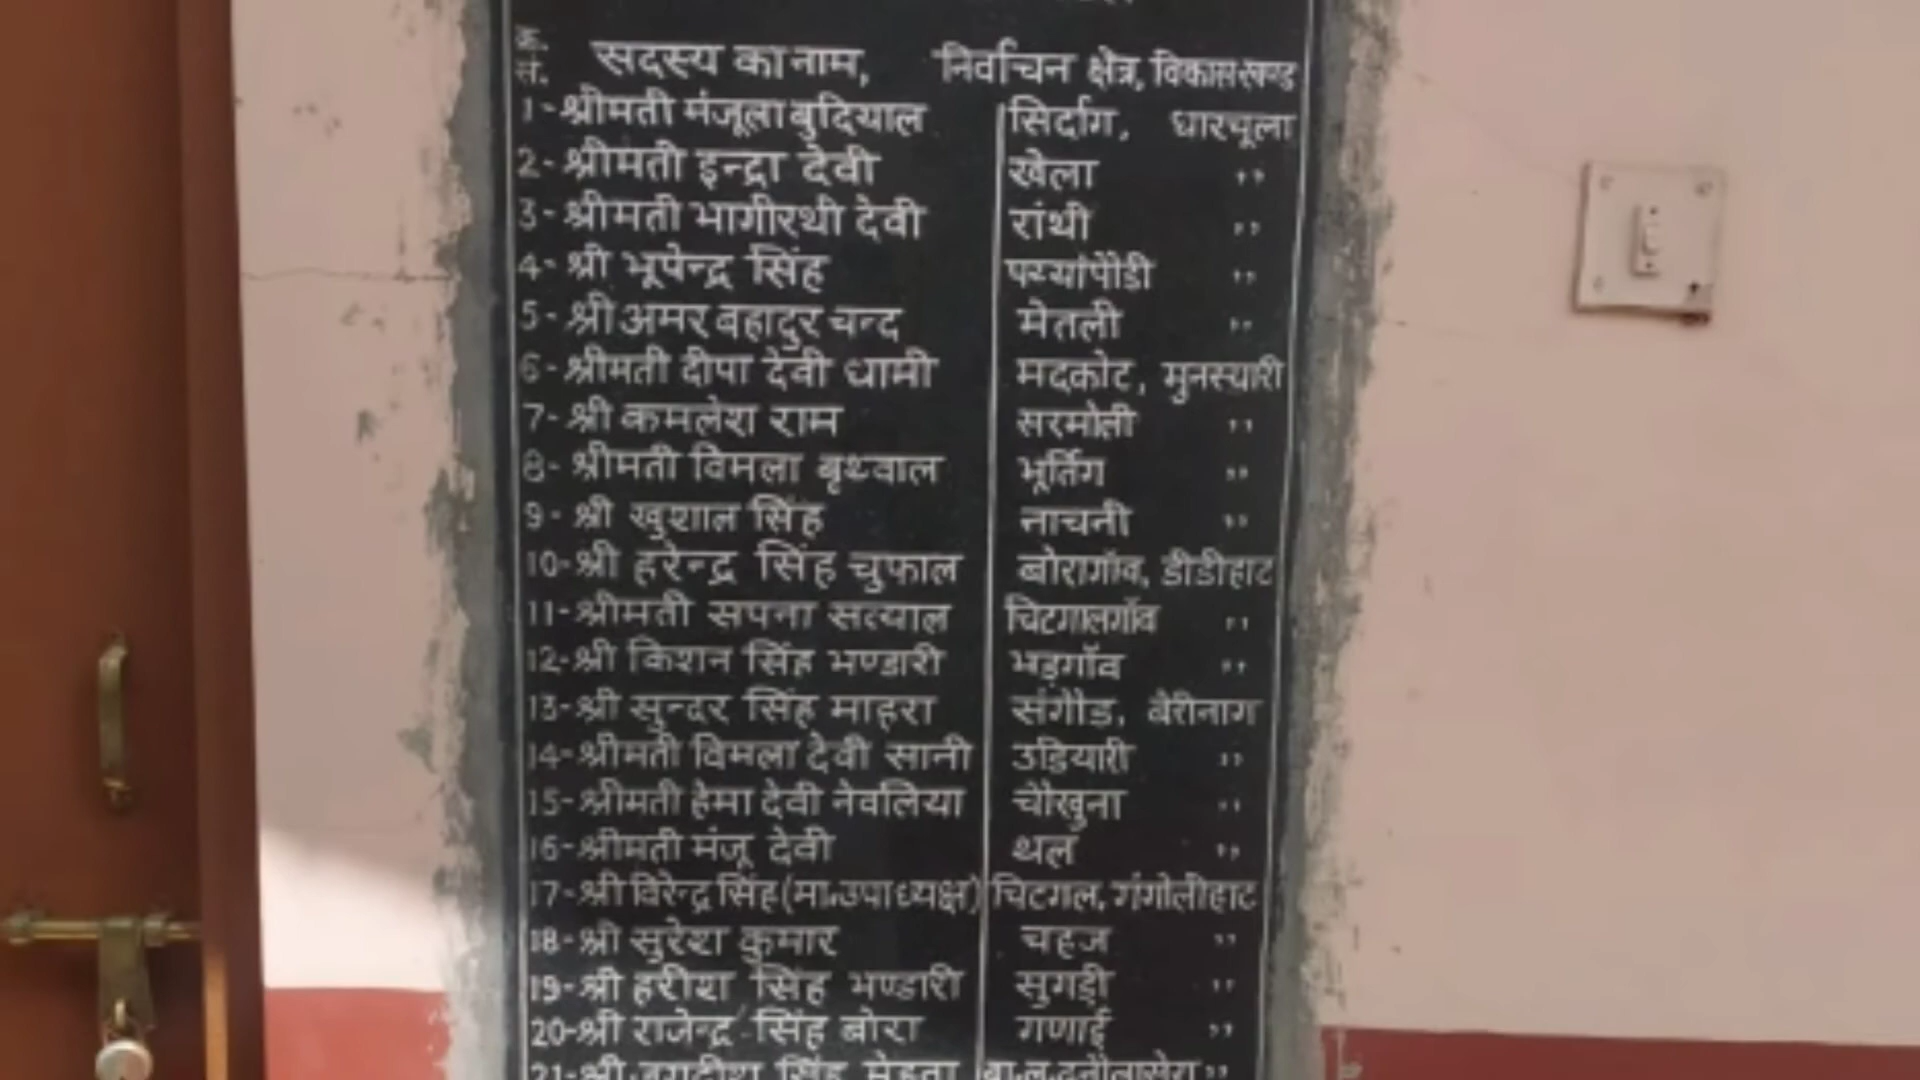 क्र. सं. सदस्य का नाम, निर्वाचन क्षेत्र, विकासखण्ड
1-श्रीमती मंजूला बुदियाल सिर्दाग, धारचूला
2-श्रीमती इन्द्रा देवी खेला ,,
3-श्रीमती भागीरथी देवी रांथी ,,
4-श्री भूपेन्द्र सिंह ,,
5-श्री अमर बहादुर चन्द मेतली ,,
6-श्रीमती दीपा देवी धामी मदकोट, मुनस्यारी
7-श्री कमलेश राम सरमोती ,,
8-श्रीमती विमला बृथ्वाल भूर्तिग ,,
9-श्री खुशाल सिंह नाचनी ,,
10-श्री हरेन्द्र सिंह चुफाल बोरागॉव, डीडीहाट
11-श्रीमती सपना सत्याल चिटगालगॉव ,,
12-श्री किशन सिंह भण्डारी भड़गॉव ,,
13-श्री सुन्दर सिंह माहरा संगौड, बेरीनाग
14-श्रीमती विमला देवी सानी उडियारी ,,
15-श्रीमती हेमा देवी नेवलिया चौखुना ,,
16-श्रीमती मंजू देवी थल ,,
17-श्री विरेन्द्र सिंह(मा.उपाध्यक्ष) चिटगल, गंगोलीहाट
18-श्री सुरेश कुमार चहज ,,
19-श्री हरीश सिंह भण्डारी सुगड़ी ,,
20-श्री राजेन्द्र सिंह बोरा गणाई ,,
21-श्री जगदीश सिंह मेहता ,,